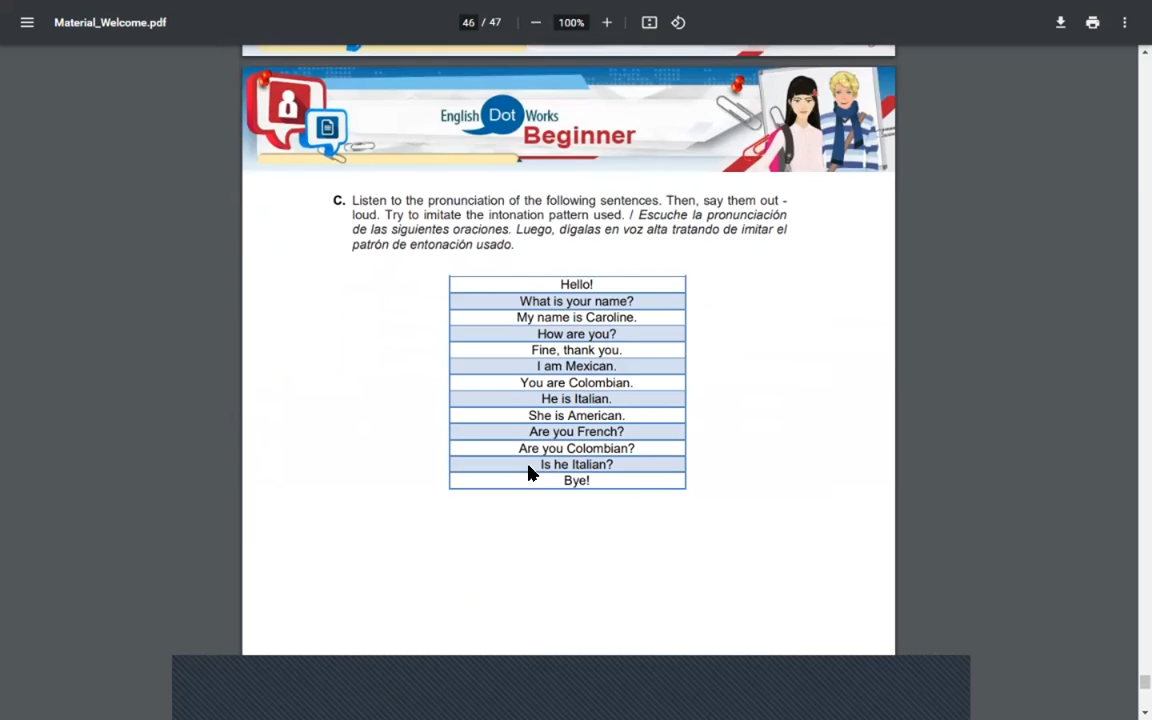 Material_Welcome.pdf
46 / 47
100%
English Dot Works
Beginner
C. Listen to the pronunciation of the following sentences. Then, say them out -
loud. Try to imitate the intonation pattern used. / Escuche la pronunciación
de las siguientes oraciones. Luego, dígalas en voz alta tratando de imitar el
patrón de entonación usado.
Hello!
What is your name?
My name is Caroline.
How are you?
Fine, thank you.
I am Mexican.
You are Colombian.
He is Italian.
She is American.
Are you French?
Are you Colombian?
Is he Italian?
Bye!